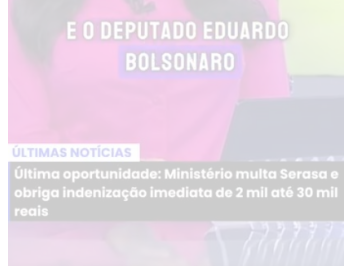 E O DEPUTADO EDUARDO
BOLSONARO
ÚLTIMAS NOTÍCIAS
Última oportunidade: Ministério multa Serasa e
obriga indenização imediata de 2 mil até 30 mil
reais